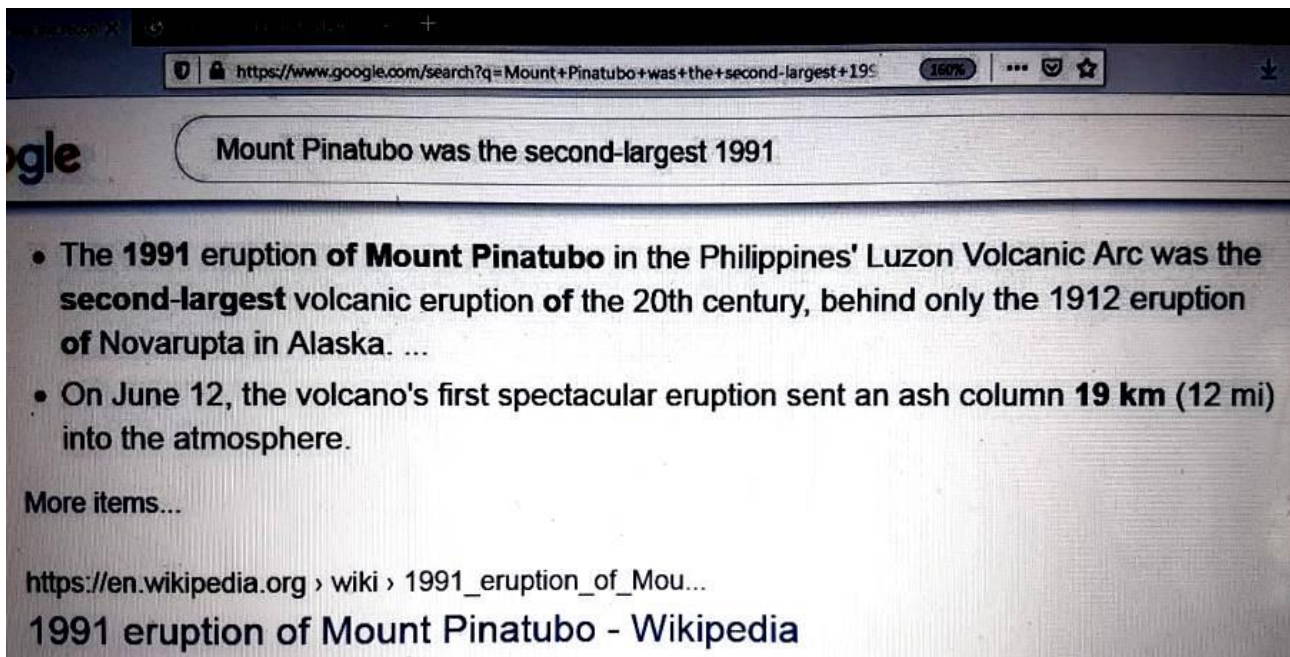 https://www.google.com/search?q=Mount+Pinatubo+was+the+second-largest+19
160%
gle
Mount Pinatubo was the second-largest 1991
• The 1991 eruption of Mount Pinatubo in the Philippines' Luzon Volcanic Arc was the
second-largest volcanic eruption of the 20th century, behind only the 1912 eruption
of Novarupta in Alaska. ...
• On June 12, the volcano's first spectacular eruption sent an ash column 19 km (12 mi)
into the atmosphere.
More items...
https://en.wikipedia.org › wiki › 1991_eruption_of_Mou...
1991 eruption of Mount Pinatubo - Wikipedia